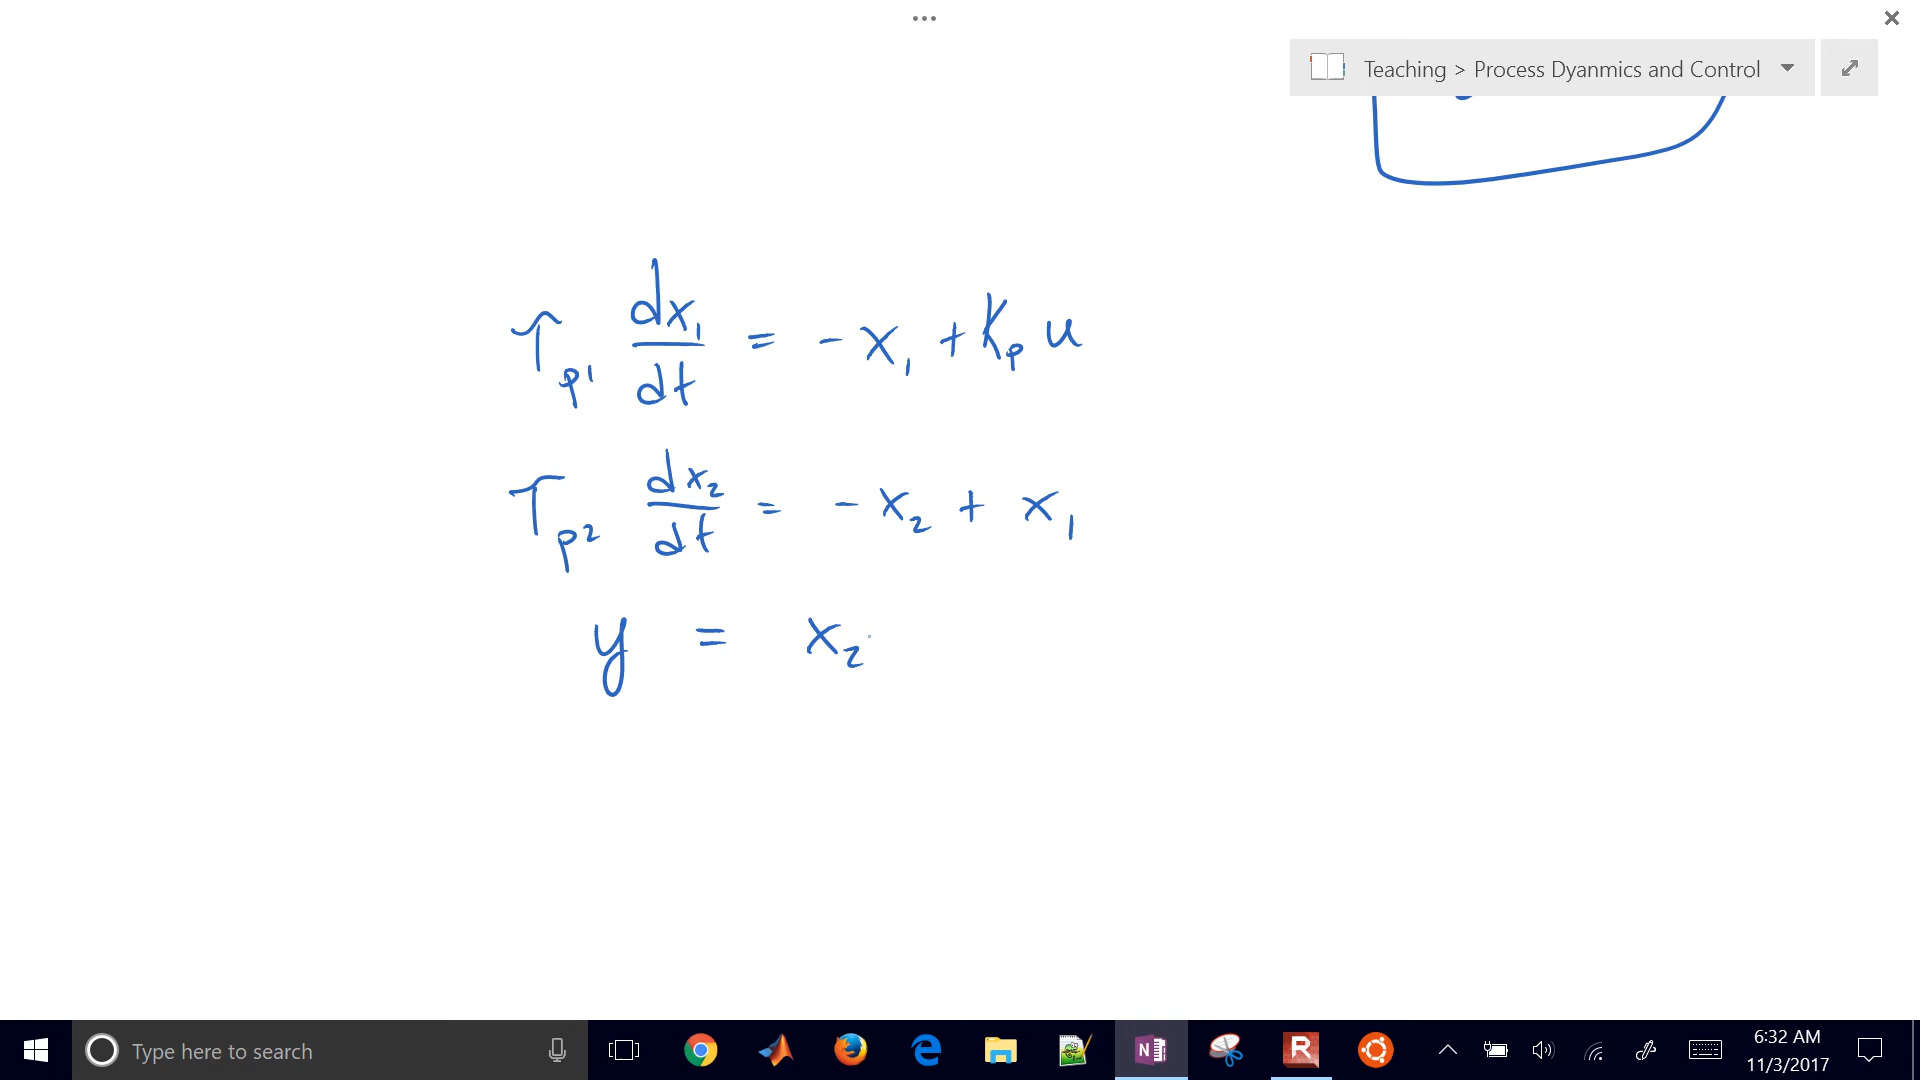 Teaching > Process Dyanmics and Control
τp1 dx1/dt = -x1 + Kp u
τp2 dx2/dt = -x2 + x1
y = x2
Type here to search
6:32 AM
11/3/2017